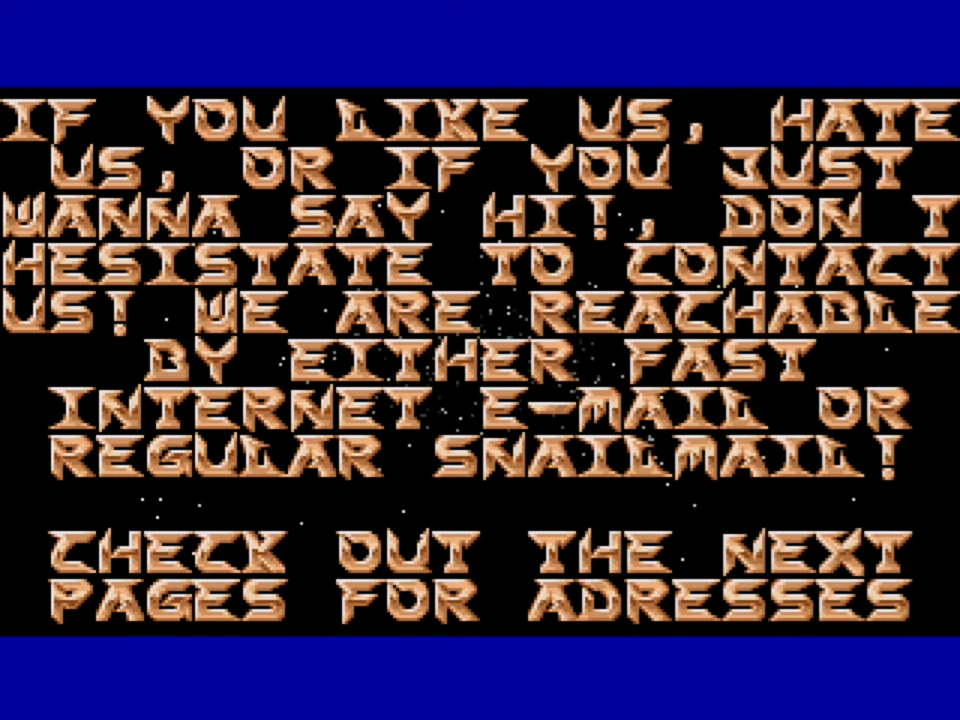 IF YOU LIKE US, HATE
US, OR IF YOU JUST
WANNA SAY HI!, DON T
HESISTATE TO CONTACT
US! WE ARE REACHABLE
BY EITHER FAST
INTERNET E-MAIL OR
REGULAR SNAILMAIL!
CHECK OUT THE NEXT
PAGES FOR ADRESSES